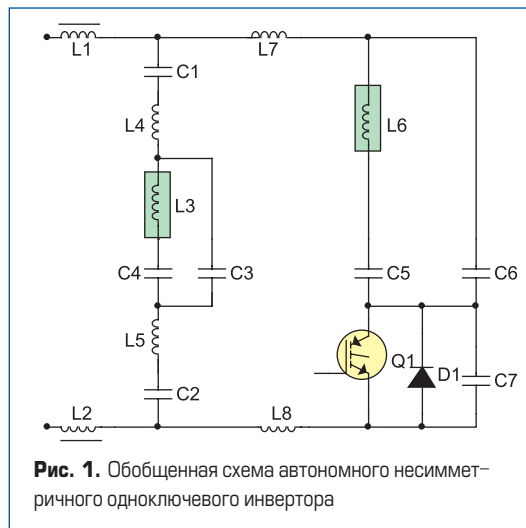 L1
L7
C1
L4
L6
L3
C4
C3
C5
C6
L5
Q1
D1
C7
C2
L2
L8
Рис. 1. Обобщенная схема автономного несиммет-
ричного одноключевого инвертора